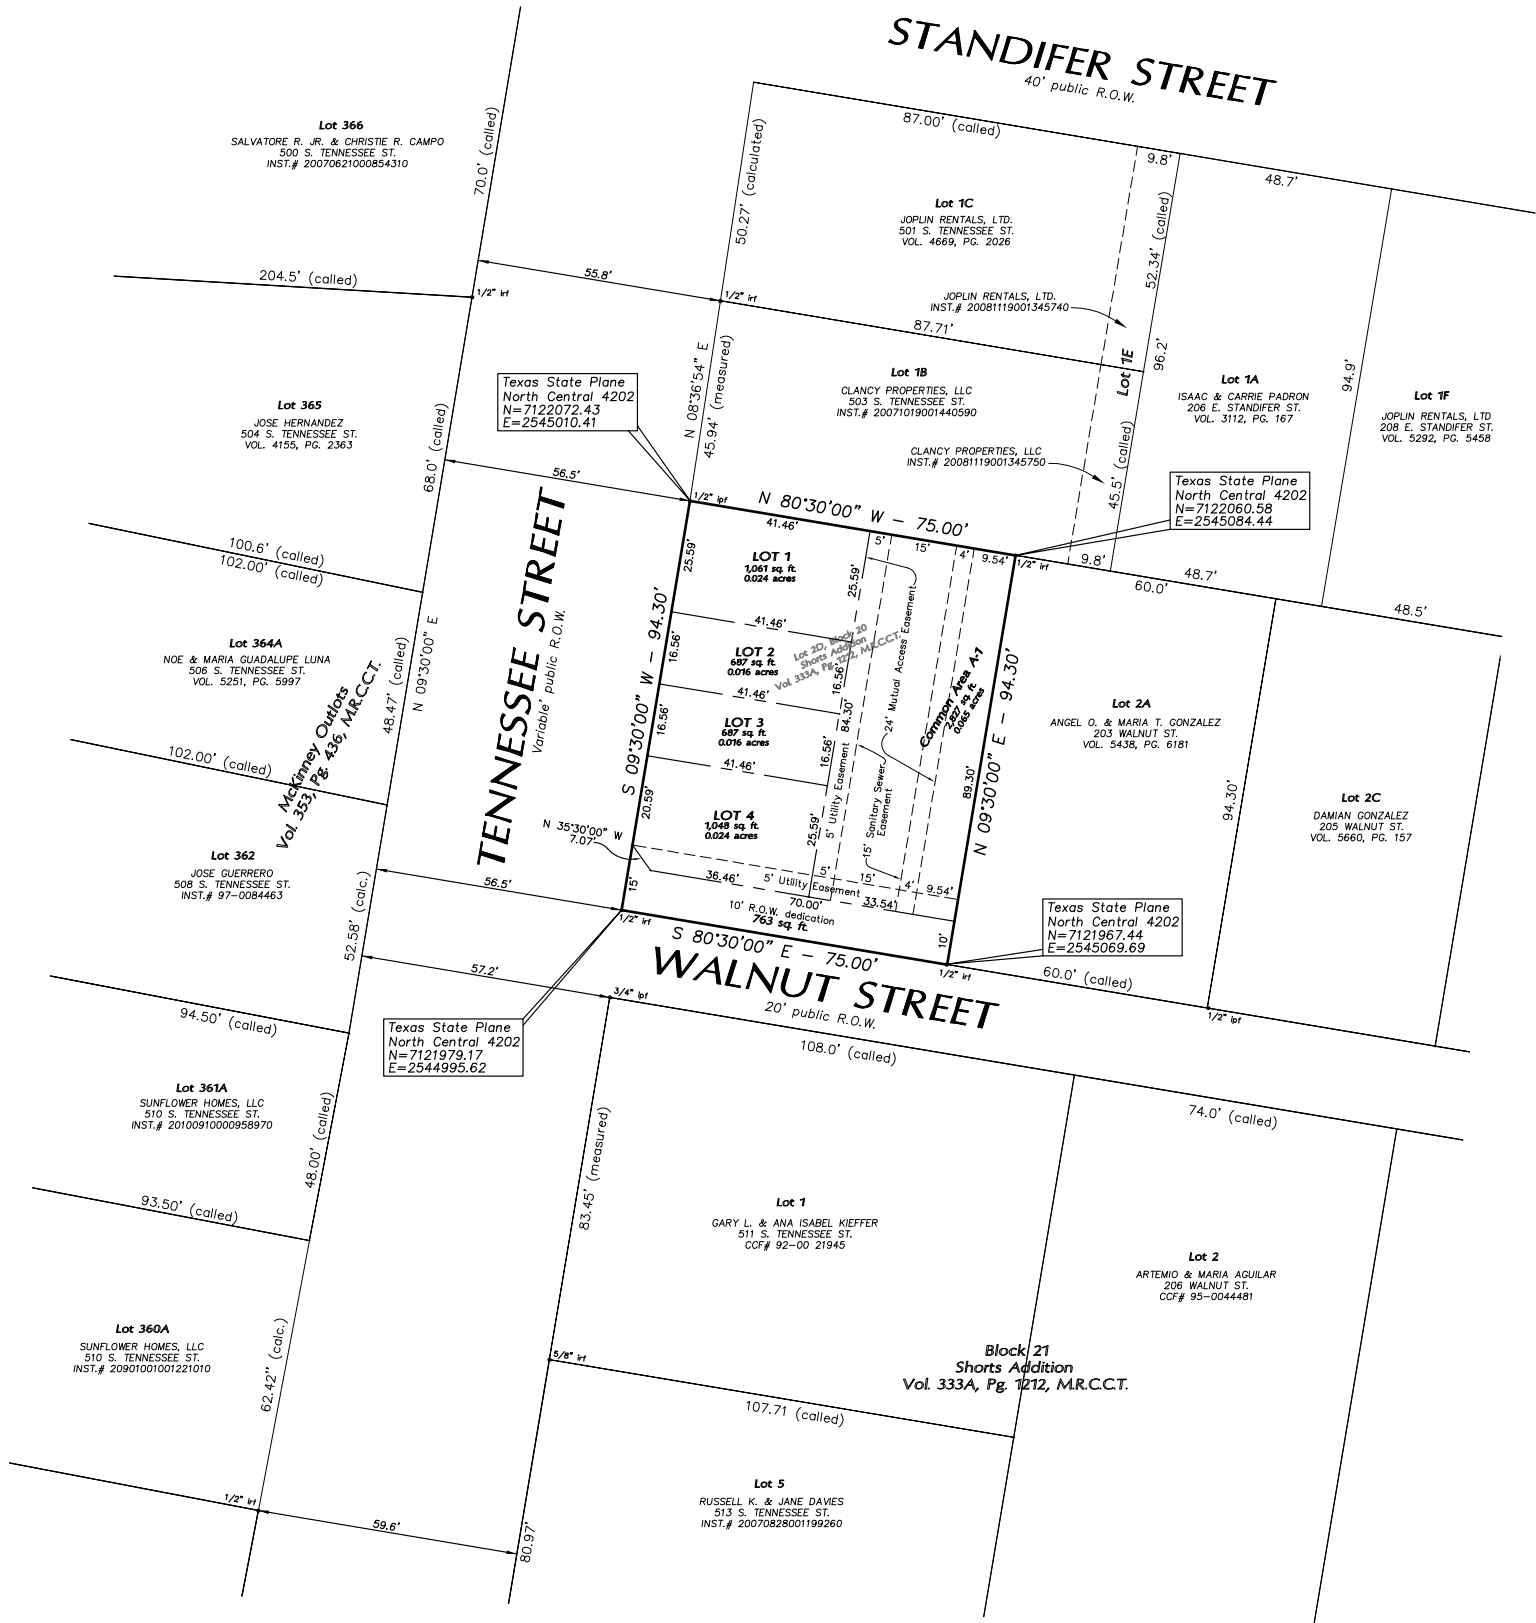 STANDIFER STREET
40' public R.O.W.
87.00' (called)
9.8'
48.7'
Lot 366
SALVATORE R. JR. & CHRISTIE R. CAMPO
500 S. TENNESSEE ST.
INST.# 20070621000854310
70.0' (called)
50.27' (calculated)
Lot 1C
JOPLIN RENTALS, LTD.
501 S. TENNESSEE ST.
VOL. 4669, PG. 2026
52.34' (called)
204.5' (called)
1/2" irf
55.8'
1/2" irf
JOPLIN RENTALS, LTD.
INST.# 20081119001345740
87.71'
96.2'
Lot 1E
94.9'
N 08°36'54" E
45.94' (measured)
Lot 1B
CLANCY PROPERTIES, LLC
503 S. TENNESSEE ST.
INST.# 20071019001440590
Lot 1A
ISAAC & CARRIE PADRON
206 E. STANDIFER ST.
VOL. 3112, PG. 167
Lot 1F
JOPLIN RENTALS, LTD
208 E. STANDIFER ST.
VOL. 5292, PG. 5458
Texas State Plane
North Central 4202
N=7122072.43
E=2545010.41
Lot 365
JOSE HERNANDEZ
504 S. TENNESSEE ST.
VOL. 4155, PG. 2363
68.0' (called)
CLANCY PROPERTIES, LLC
INST.# 20081119001345750
45.5' (called)
Texas State Plane
North Central 4202
N=7122060.58
E=2545084.44
56.5'
1/2" ipf
N 80°30'00" W - 75.00'
41.46'
5'
15'
4'
9.54'
1/2" irf
9.8'
48.7'
60.0'
48.5'
100.6' (called)
102.00' (called)
TENNESSEE STREET
Variable' public R.O.W.
25.59'
LOT 1
1,061 sq. ft.
0.024 acres
25.59'
41.46'
Lot 2D, Block 20
Shorts Addition
Vol. 333A, Pg. 1212, M.R.C.C.T.
24' Mutual Access Easement
N 09°30'00" E
Lot 364A
NOE & MARIA GUADALUPE LUNA
506 S. TENNESSEE ST.
VOL. 5251, PG. 5997
48.47' (called)
McKinney Outlots
Vol. 353, Pg. 436, M.R.C.C.T.
S 09°30'00" W - 94.30'
16.56'
LOT 2
687 sq. ft.
0.016 acres
16.56'
41.46'
16.56'
LOT 3
687 sq. ft.
0.016 acres
84.30'
16.56'
41.46'
Common Area A-1
2,827 sq. ft.
0.065 acres
89.30'
N 09°30'00" E - 94.30'
Lot 2A
ANGEL O. & MARIA T. GONZALEZ
203 WALNUT ST.
VOL. 5438, PG. 6181
94.30'
Lot 2C
DAMIAN GONZALEZ
205 WALNUT ST.
VOL. 5660, PG. 157
102.00' (called)
20.59'
LOT 4
1,048 sq. ft.
0.024 acres
25.59'
5' Utility Easement
15' Sanitary Sewer
Easement
N 35°30'00" W
7.07'
Lot 362
JOSE GUERRERO
508 S. TENNESSEE ST.
INST.# 97-0084463
52.58' (calc.)
56.5'
15'
36.46'
5' Utility Easement
5'
15'
4'
9.54'
33.54'
70.00'
10' R.O.W. dedication
763 sq. ft.
10'
1/2" irf
S 80°30'00" E - 75.00'
1/2" irf
Texas State Plane
North Central 4202
N=7121967.44
E=2545069.69
60.0' (called)
1/2" ipf
57.2'
3/4" ipf
WALNUT STREET
20' public R.O.W.
108.0' (called)
74.0' (called)
94.50' (called)
Texas State Plane
North Central 4202
N=7121979.17
E=2544995.62
Lot 361A
SUNFLOWER HOMES, LLC
510 S. TENNESSEE ST.
INST.# 20100910000958970
48.00' (called)
83.45' (measured)
93.50' (called)
Lot 1
GARY L. & ANA ISABEL KIEFFER
511 S. TENNESSEE ST.
CCF# 92-00 21945
Lot 2
ARTEMIO & MARIA AGUILAR
206 WALNUT ST.
CCF# 95-0044481
Lot 360A
SUNFLOWER HOMES, LLC
510 S. TENNESSEE ST.
INST.# 20901001001221010
62.42" (calc.)
5/8" irf
Block 21
Shorts Addition
Vol. 333A, Pg. 1212, M.R.C.C.T.
107.71 (called)
1/2" irf
59.6'
80.97'
Lot 5
RUSSELL K. & JANE DAVIES
513 S. TENNESSEE ST.
INST.# 20070828001199260